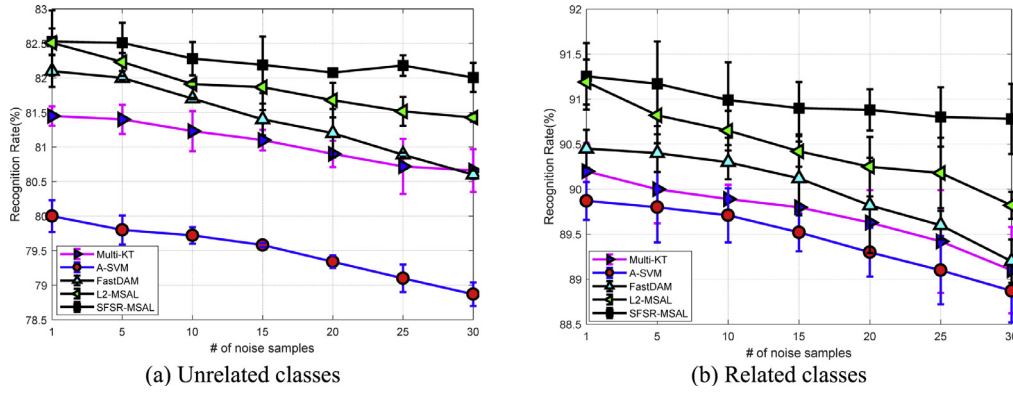 83
82.5
82
81.5
81
80.5
80
79.5
79
78.5
Recognition Rate(%)
Multi-KT
A-SVM
FastDAM
L2-MSAL
SFSR-MSAL
1 5 10 15 20 25 30
# of noise samples
(a) Unrelated classes
92
91.5
91
90.5
90
89.5
89
88.5
Recognition Rate(%)
Multi-KT
A-SVM
FastDAM
L2-MSAL
SFSR-MSAL
1 5 10 15 20 25 30
# of noise samples
(b) Related classes